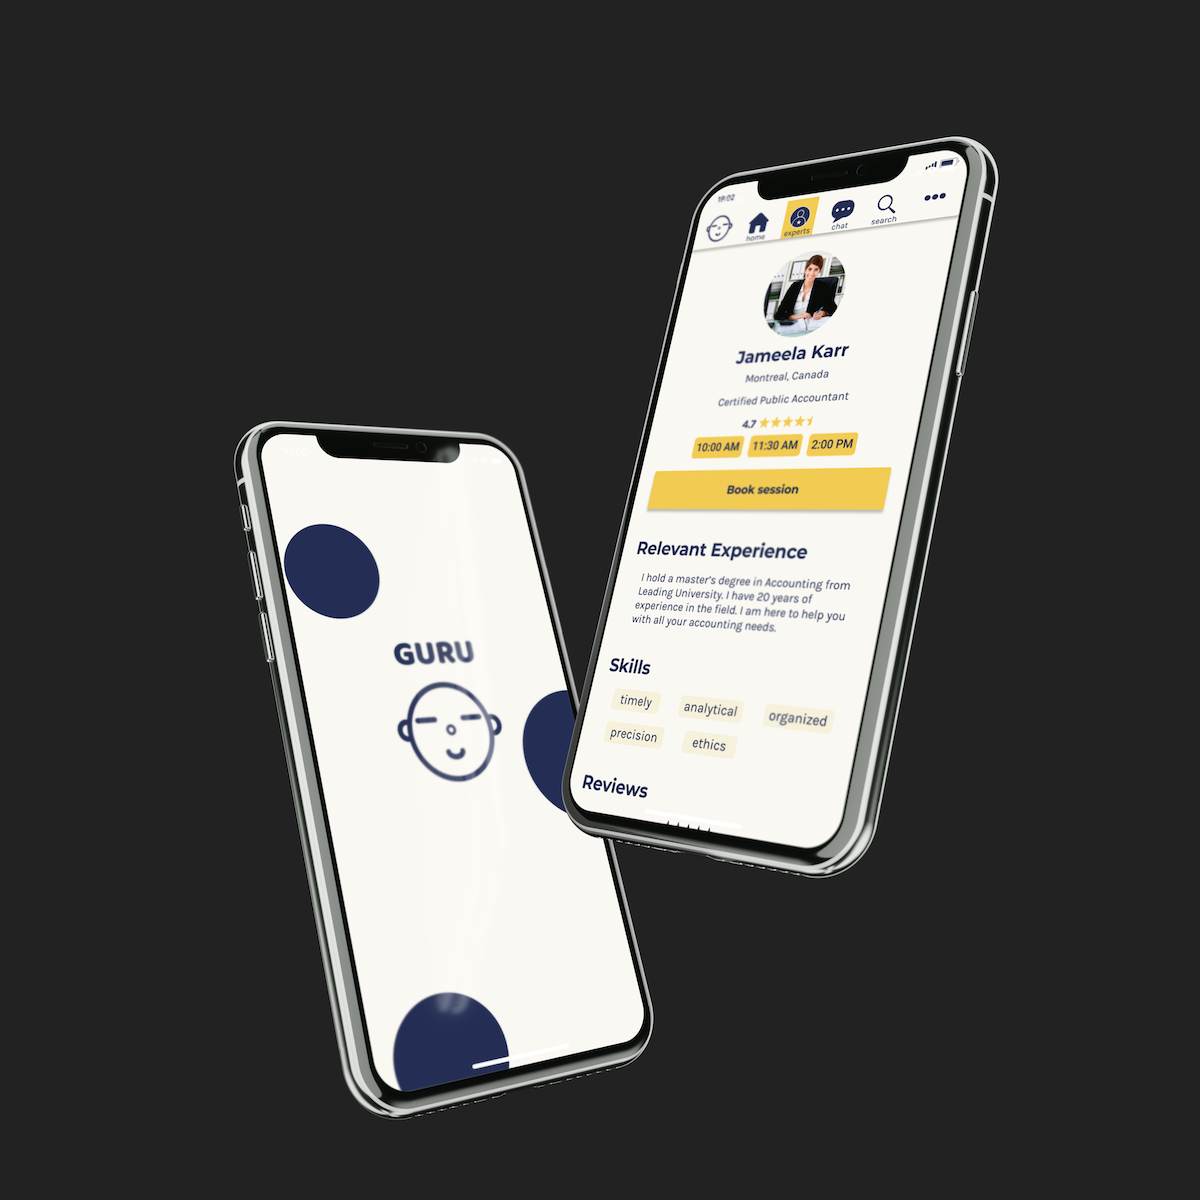 GURU
19:02
home
experts
chat
search
Jameela Karr
Montreal, Canada
Certified Public Accountant
4.7
10:00 AM 11:30 AM 2:00 PM
Book session
Relevant Experience
I hold a master's degree in Accounting from
Leading University. I have 20 years of
experience in the field. I am here to help you
with all your accounting needs.
Skills
timely analytical organized
precision ethics
Reviews